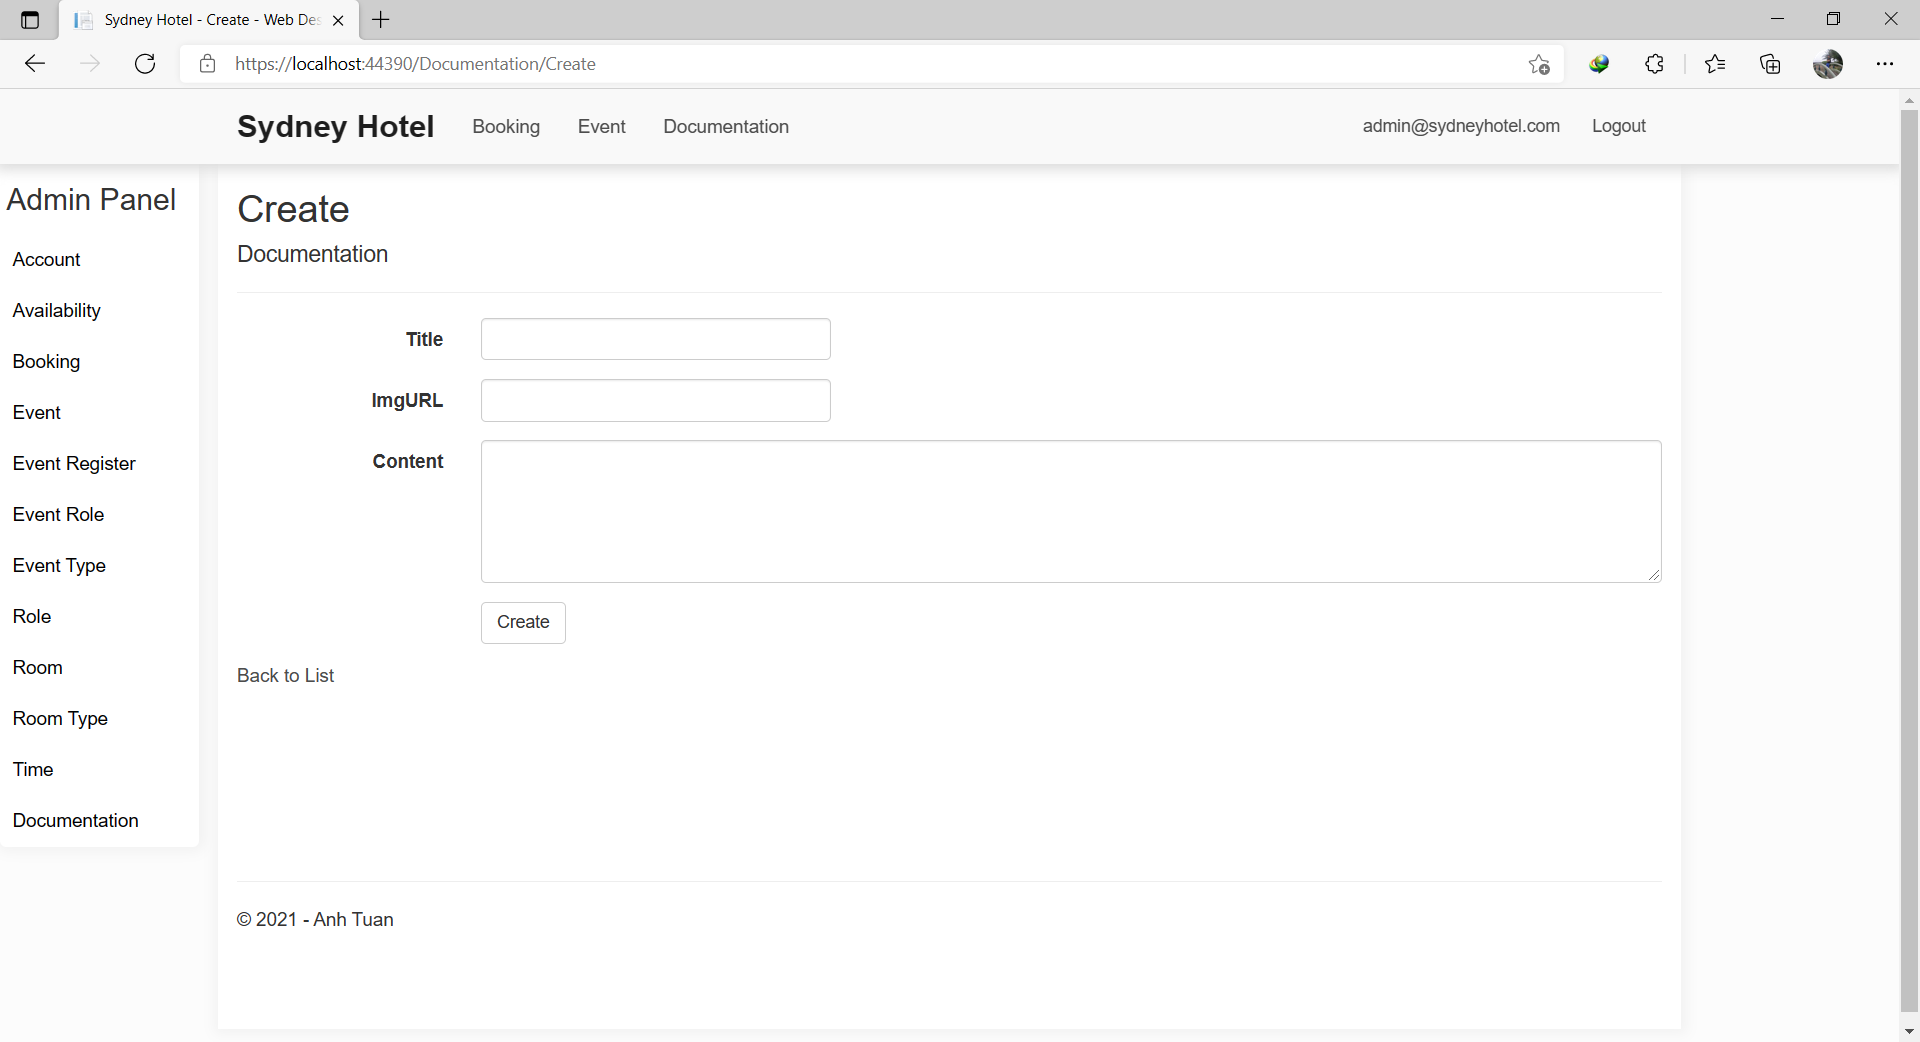 Sydney Hotel - Create - Web Des
https://localhost:44390/Documentation/Create
Sydney Hotel Booking Event Documentation admin@sydneyhotel.com Logout
Admin Panel
Account
Availability
Booking
Event
Event Register
Event Role
Event Type
Role
Room
Room Type
Time
Documentation
Create
Documentation
Title
ImgURL
Content
Create
Back to List
© 2021 - Anh Tuan